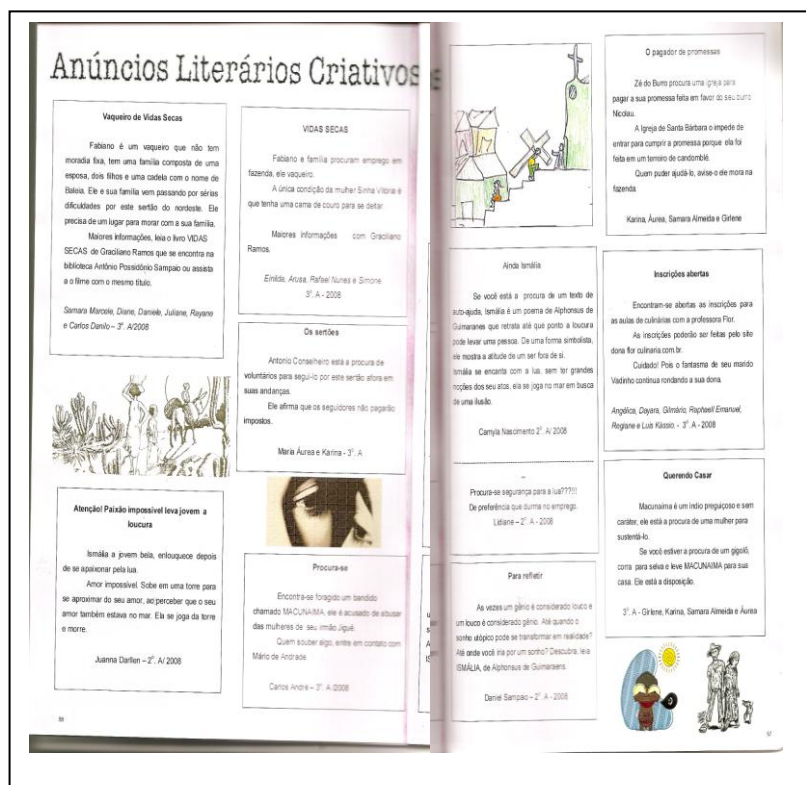 Anúncios Literários Criativos
Vaqueiro de Vidas Secas
Fabiano é um vaqueiro que não tem
moradia fixa, tem uma família composta de uma
esposa, dois filhos e uma cadela com o nome de
Baleia. Ele e sua família vem passando por sérias
dificuldades por este sertão do nordeste. Ele
precisa de um lugar para morar com a sua família.
Maiores informações, leia o livro VIDAS
SECAS de Graciliano Ramos que se encontra na
biblioteca Antônio Possidônio Sampaio ou assista
a o filme com o mesmo título.
Samara Marcele, Diane, Daniele, Juliane, Rayane
e Carlos Danilo – 3º. A/2008
Atenção! Paixão impossível leva jovem a
loucura
Ismália a jovem bela, enlouquece depois
de se apaixonar pela lua.
Amor impossível. Sobe em uma torre para
se aproximar do seu amor, ao perceber que o seu
amor também estava no mar. Ela se joga da torre
e morre.
Juanna Darllen – 2º. A/ 2008
VIDAS SECAS
Fabiano e família procuram emprego em
fazenda, ele vaqueiro.
A única condição da mulher Sinha Vitória é
que tenha uma cama de couro para se deitar.
Maiores informações com Graciliano
Ramos.
Einilda, Arusa, Rafael Nunes e Simone
3º. A - 2008
Os sertões
Antonio Conselheiro está a procura de
voluntários para segui-lo por este sertão afora em
suas andanças.
Ele afirma que os seguidores não pagarão
impostos.
Maria Áurea e Karina - 3º. A
Procura-se
Encontra-se foragido um bandido
chamado MACUNAIMA, ele é acusado de abusar
das mulheres de seu irmão Jiguê.
Quem souber algo, entre em contato com
Mário de Andrade.
Carlos André – 3º. A /2008
Ainda Ismália
Se você está a procura de um texto de
auto-ajuda, Ismália é um poema de Alphonsus de
Guimaranes que retrata até que ponto a loucura
pode levar uma pessoa. De uma forma simbolista,
ele mostra a atitude de um ser fora de si.
Ismália se encanta com a lua, sem ter grandes
noções dos seu atos, ela se joga no mar em busca
de uma ilusão.
Camyla Nascimento 2º. A/ 2008
Procura-se segurança para a lua???!!!
De preferência que durma no emprego.
Lidiane – 2º. A - 2008
Para refletir
As vezes um gênio é considerado louco e
um louco é considerado gênio. Até quando o
sonho utópico pode se transformar em realidade?
Até onde você iria por um sonho? Descubra, leia
ISMÁLIA, de Alphonsus de Guimaraens.
Daniel Sampaio – 2º. A - 2008
O pagador de promessas
Zé do Burro procura uma igreja para
pagar a sua promessa feita em favor do seu burro
Nicolau.
A Igreja de Santa Bárbara o impede de
entrar para cumprir a promessa porque ela foi
feita em um terreiro de candomblé.
Quem puder ajudá-lo, avise-o ele mora na
fazenda.
Karina, Áurea, Samara Almeida e Girlene
Inscrições abertas
Encontram-se abertas as inscrições para
as aulas de culinárias com a professora Flor.
As inscrições poderão ser feitas pelo site
dona flor culinaria.com.br.
Cuidado! Pois o fantasma de seu marido
Vadinho continua rondando a sua dona.
Angélica, Dayara, Gilmário, Raphaell Emanuel,
Regiane e Luis Kássio. - 3º. A - 2008
Querendo Casar
Macunaíma é um índio preguiçoso e sem
caráter, ele está a procura de uma mulher para
sustentá-lo.
Se você estiver a procura de um gigolô,
corra para selva e leve MACUNAIMA para sua
casa. Ele está a disposição.
3º. A - Girlene, Karina, Samara Almeida e Áurea